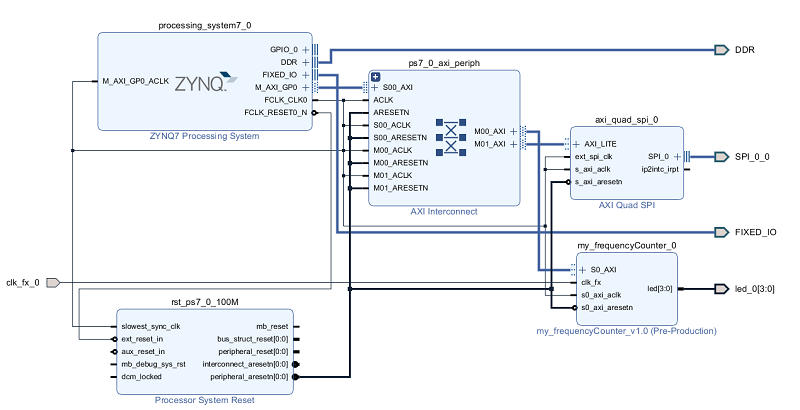 processing_system7_0
GPIO_0
DDR
FIXED_IO
M_AXI_GP0
FCLK_CLK0
FCLK_RESET0_N
M_AXI_GP0_ACLK
ZYNQ
ZYNQ7 Processing System
ps7_0_axi_periph
S00_AXI
ACLK
ARESETN
S00_ACLK
S00_ARESETN
M00_ACLK
M00_ARESETN
M01_ACLK
M01_ARESETN
M00_AXI
M01_AXI
AXI Interconnect
axi_quad_spi_0
AXI_LITE
ext_spi_clk
s_axi_aclk
s_axi_aresetn
SPI_0
ip2intc_irpt
AXI Quad SPI
DDR
SPI_0_0
FIXED_IO
my_frequencyCounter_0
S0_AXI
clk_fx
s0_axi_aclk
s0_axi_aresetn
led[3:0]
my_frequencyCounter_v1.0 (Pre-Production)
led_0[3:0]
clk_fx_0
rst_ps7_0_100M
slowest_sync_clk
ext_reset_in
aux_reset_in
mb_debug_sys_rst
dcm_locked
mb_reset
bus_struct_reset[0:0]
peripheral_reset[0:0]
interconnect_aresetn[0:0]
peripheral_aresetn[0:0]
Processor System Reset